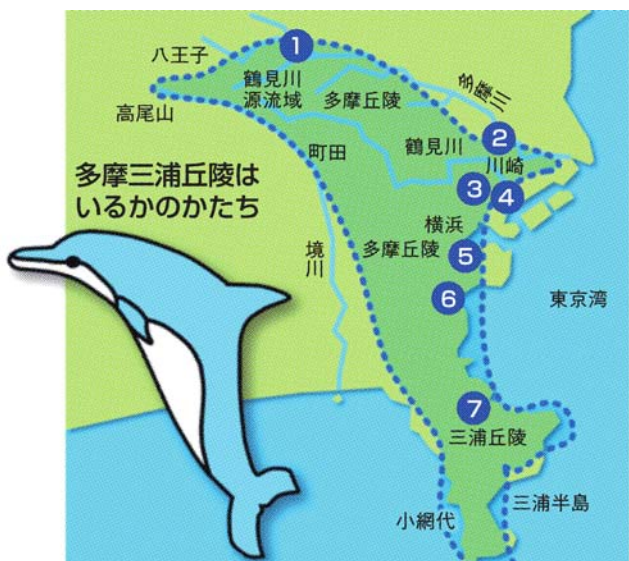 八王子
1
高尾山
鶴見川
源流域
多摩丘陵
多摩川
町田
鶴見川
2
川崎
3
4
多摩三浦丘陵は
いるかのかたち
境川
横浜
多摩丘陵
5
6
東京湾
7
三浦丘陵
小網代
三浦半島